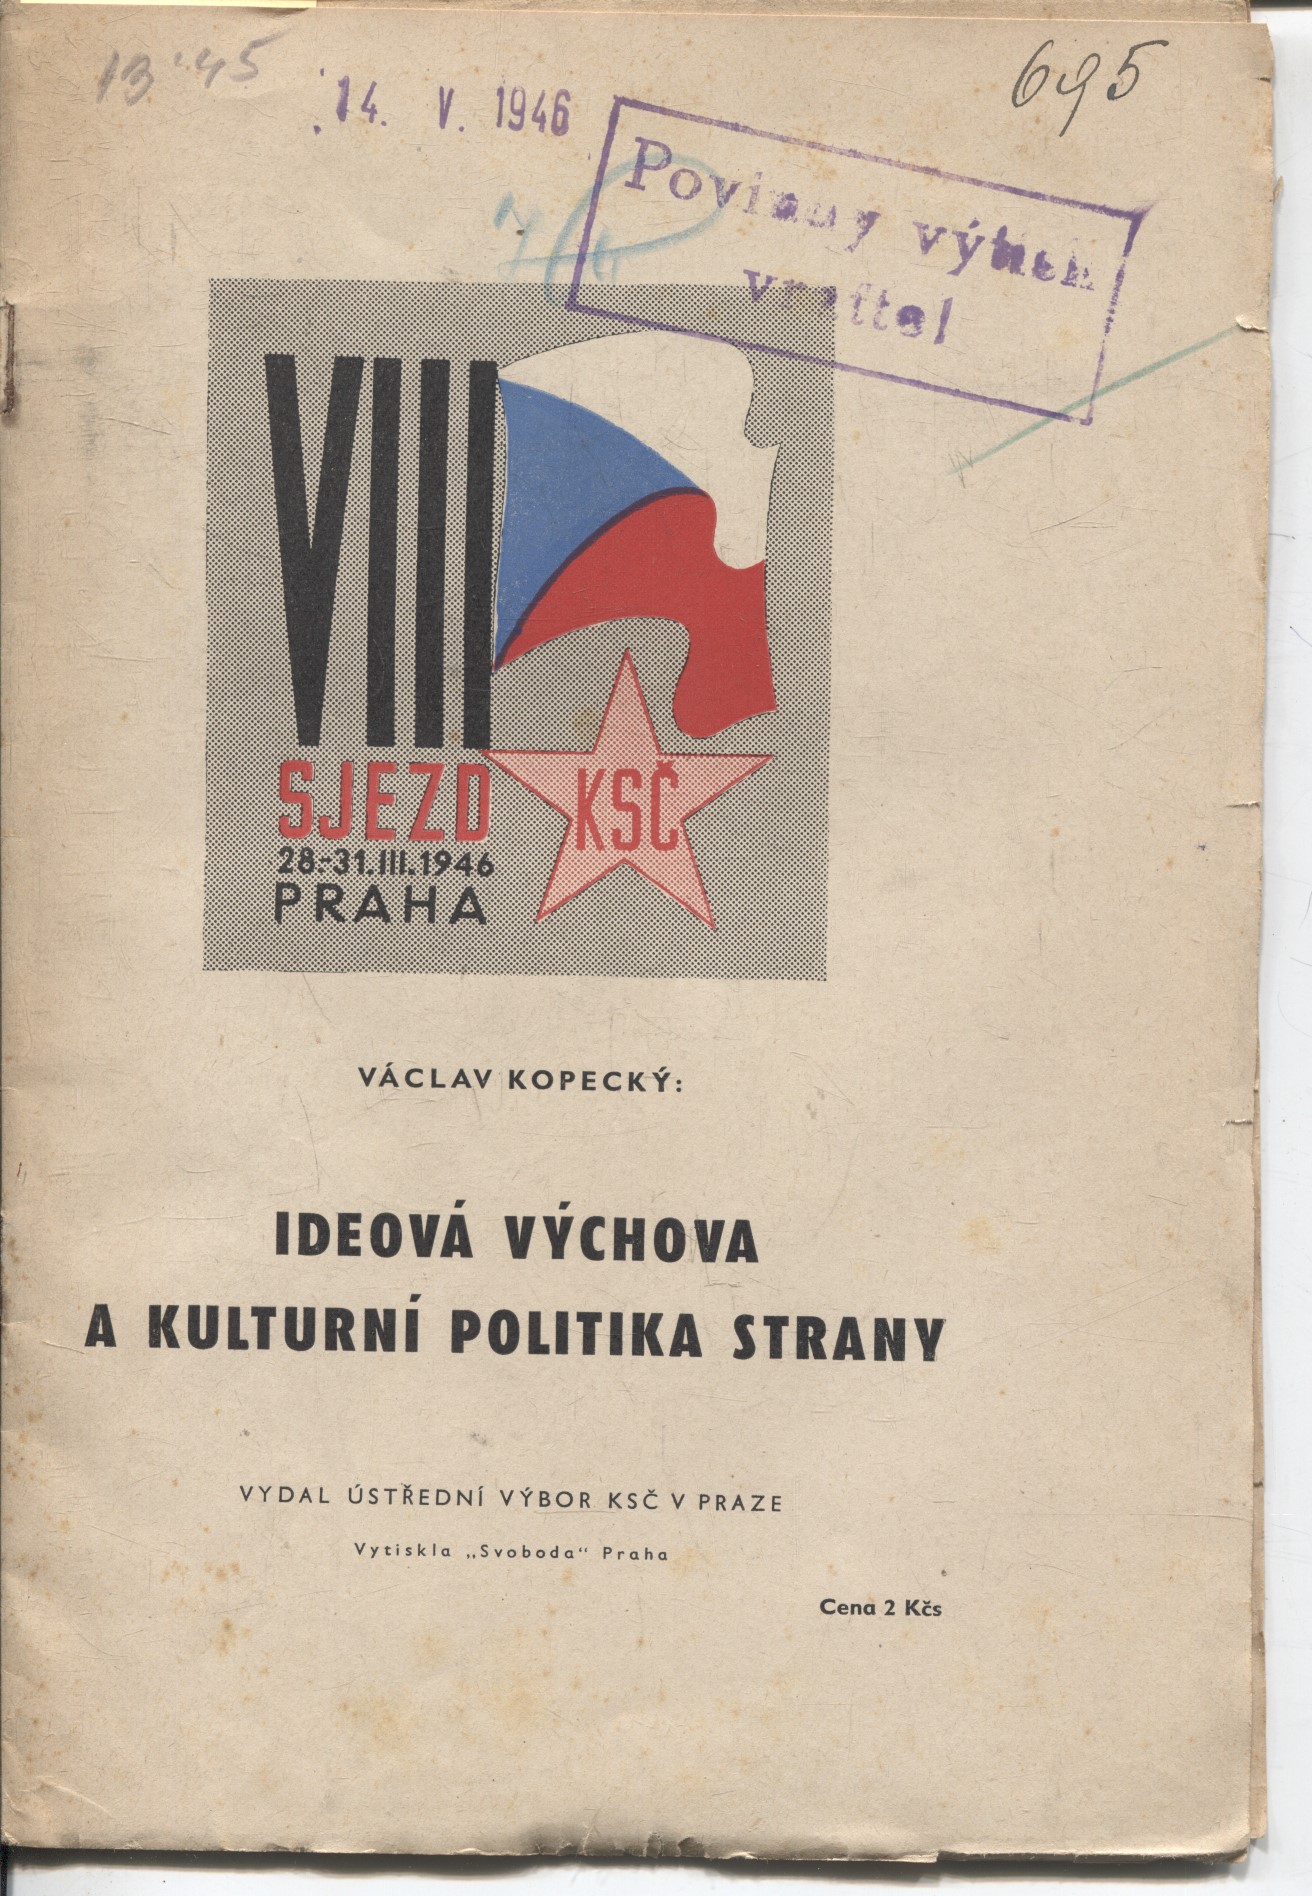 13 '45
695
14. V. 1946
Povinný výtisk
VIII
SJEZD
KSČ
28.-31.III.1946
PRAHA
VÁCLAV KOPECKÝ:
IDEOVÁ VÝCHOVA
A KULTURNÍ POLITIKA STRANY
VYDAL ÚSTŘEDNÍ VÝBOR KSČ V PRAZE
Vytiskla „Svoboda“ Praha
Cena 2 Kčs